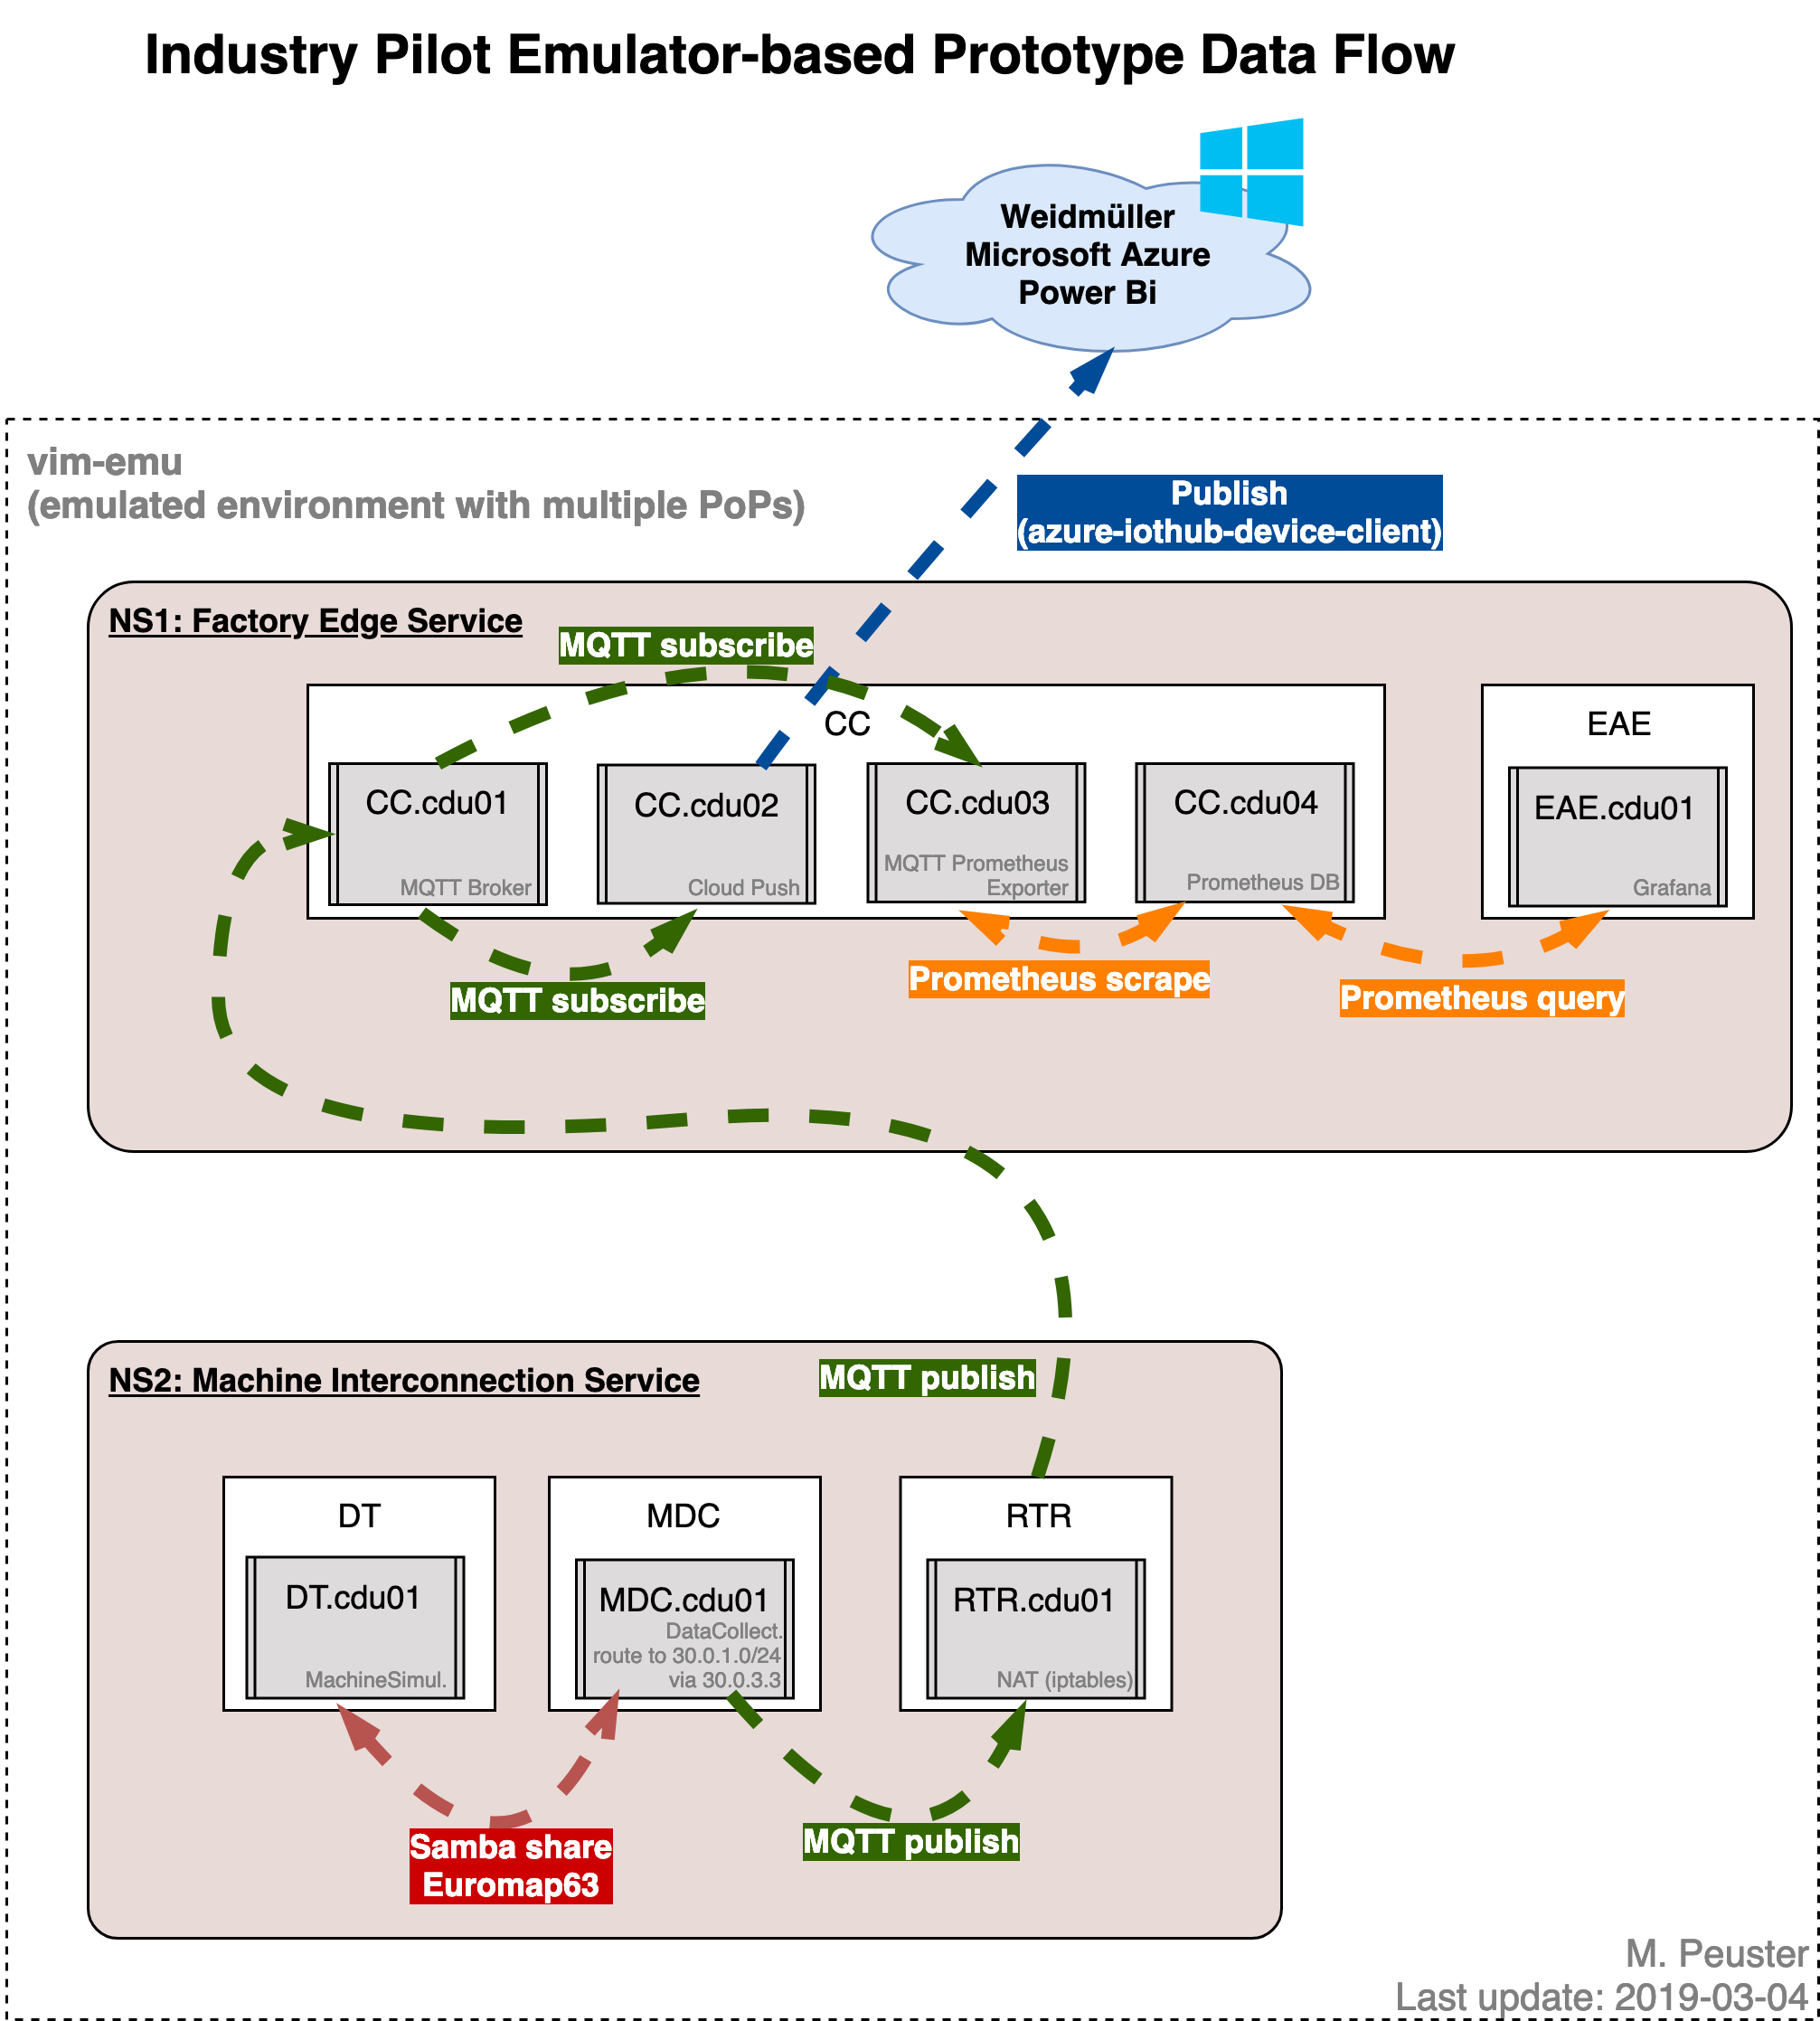 Industry Pilot Emulator-based Prototype Data Flow
Weidmüller
Microsoft Azure
Power Bi
vim-emu
(emulated environment with multiple PoPs)
Publish
(azure-iothub-device-client)
NS1: Factory Edge Service
MQTT subscribe
CC
EAE
CC.cdu01
MQTT Broker
CC.cdu02
Cloud Push
CC.cdu03
MQTT Prometheus
Exporter
CC.cdu04
Prometheus DB
EAE.cdu01
Grafana
MQTT subscribe
Prometheus scrape
Prometheus query
NS2: Machine Interconnection Service
MQTT publish
DT
DT.cdu01
MachineSimul.
MDC
MDC.cdu01
DataCollect.
route to 30.0.1.0/24
via 30.0.3.3
RTR
RTR.cdu01
NAT (iptables)
Samba share
Euromap63
MQTT publish
M. Peuster
Last update: 2019-03-04